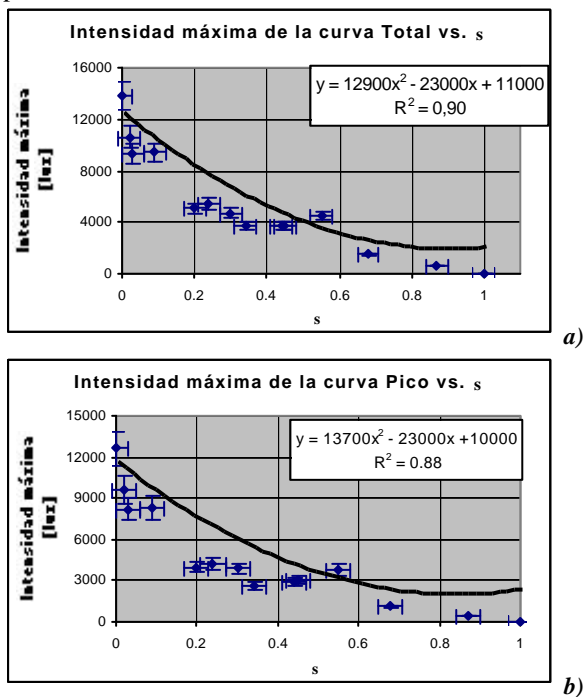 Intensidad máxima de la curva Total vs. s
16000
12000
8000
4000
0
Intensidad máxima
[lux]
y = 12900x² - 23000x + 11000
R² = 0,90
0 0.2 0.4 0.6 0.8 1
s
a)
Intensidad máxima de la curva Pico vs. s
15000
12000
9000
6000
3000
0
Intensidad máxima
[lux]
y = 13700x² - 23000x +10000
R² = 0.88
0 0.2 0.4 0.6 0.8 1
s
b)